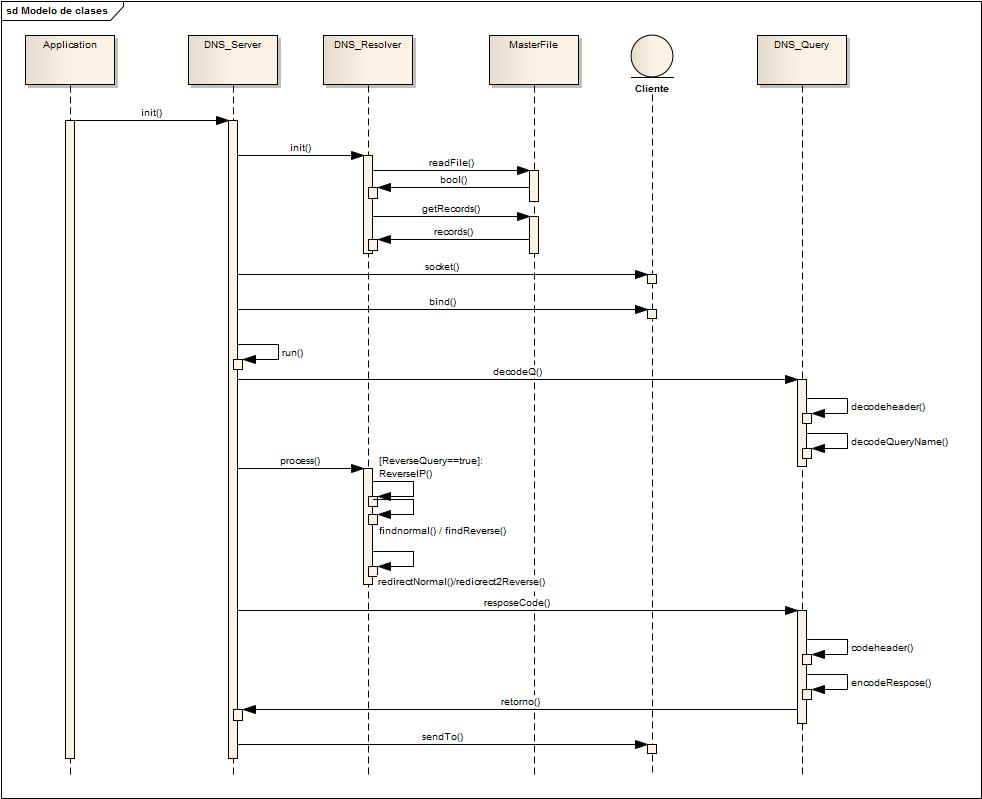 sd Modelo de clases
Application
DNS_Server
DNS_Resolver
MasterFile
Cliente
DNS_Query
init()
init()
readFile()
bool()
getRecords()
records()
socket()
bind()
run()
decodeQ()
decodeheader()
decodeQueryName()
process()
[ReverseQuery==true]:
ReverseIP()
findnormal() / findReverse()
redirectNormal()/redicrect2Reverse()
resposeCode()
codeheader()
encodeRespose()
retorno()
sendTo()